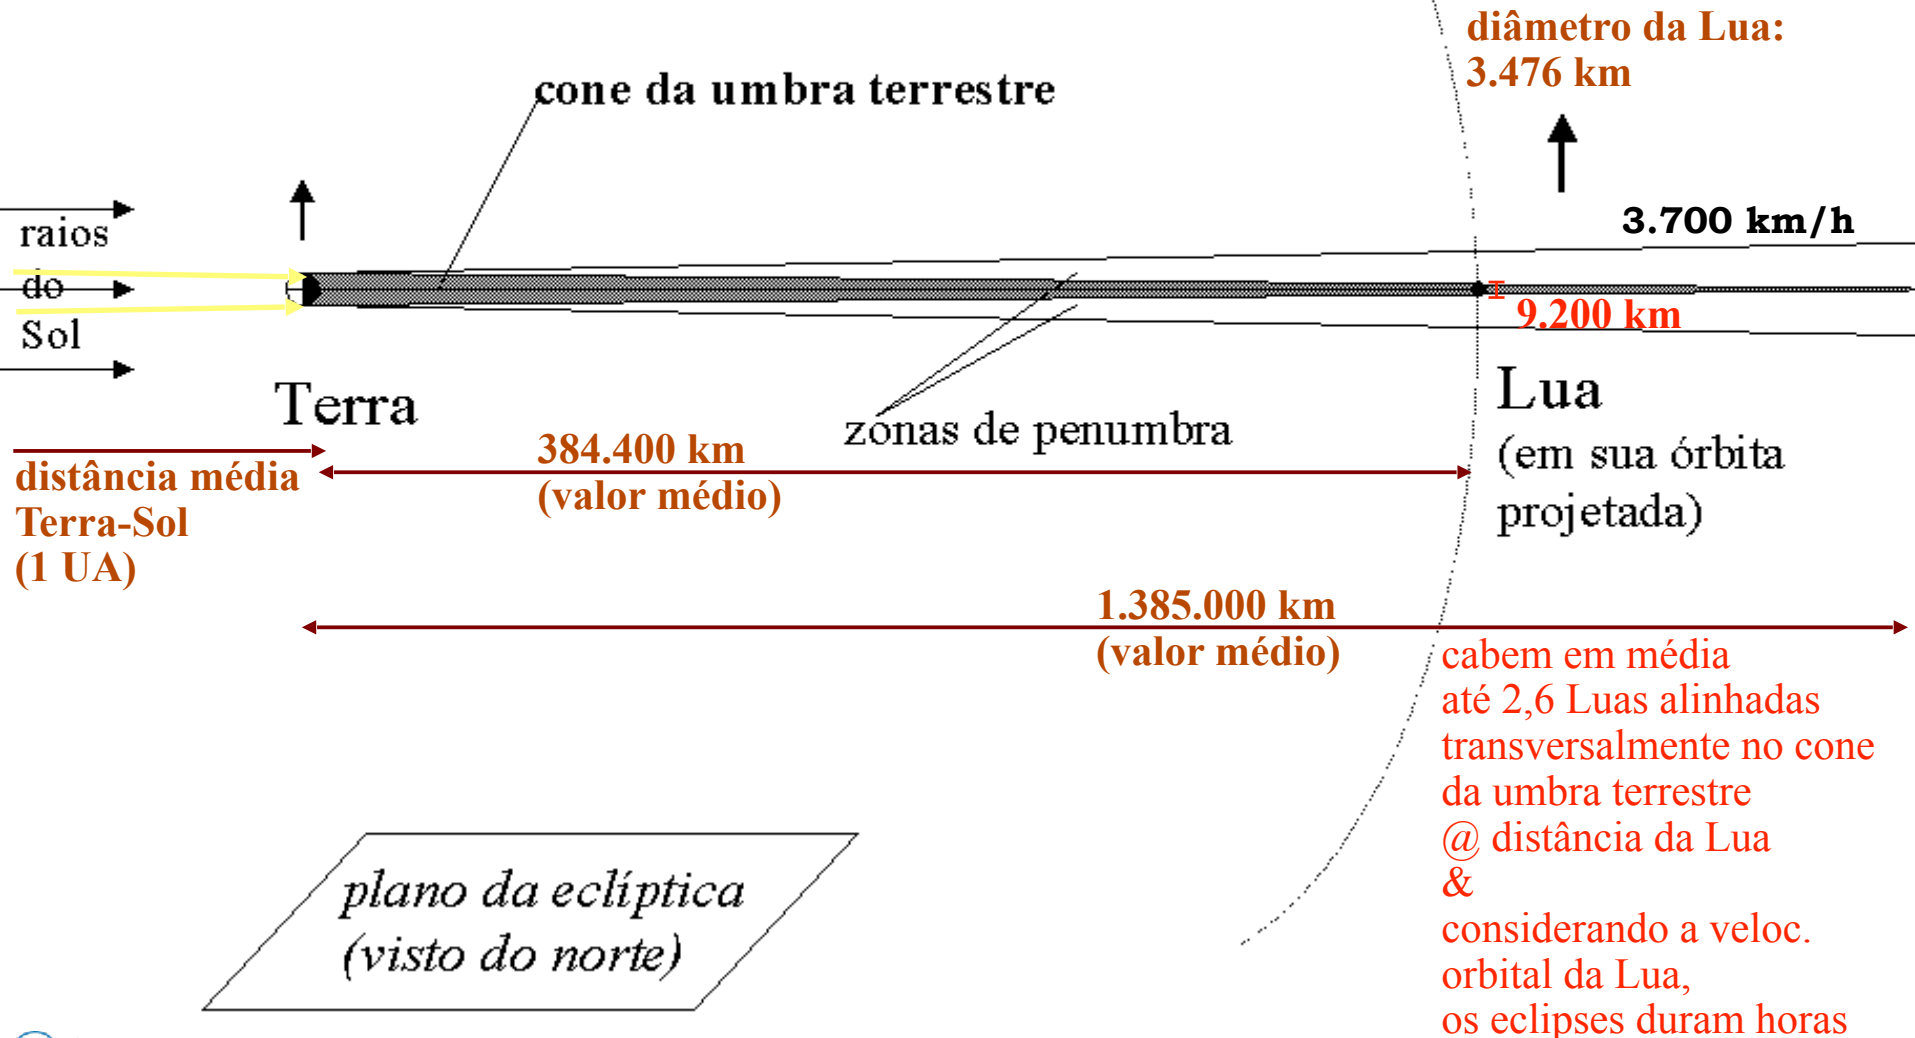 diâmetro da Lua:
3.476 km
cone da umbra terrestre
3.700 km/h
raios
do
Sol
9.200 km
Terra
Lua
(em sua órbita
projetada)
zonas de penumbra
384.400 km
(valor médio)
distância média
Terra-Sol
(1 UA)
1.385.000 km
(valor médio)
cabem em média
até 2,6 Luas alinhadas
transversalmente no cone
da umbra terrestre
@ distância da Lua
&
considerando a veloc.
orbital da Lua,
os eclipses duram horas
plano da eclíptica
(visto do norte)